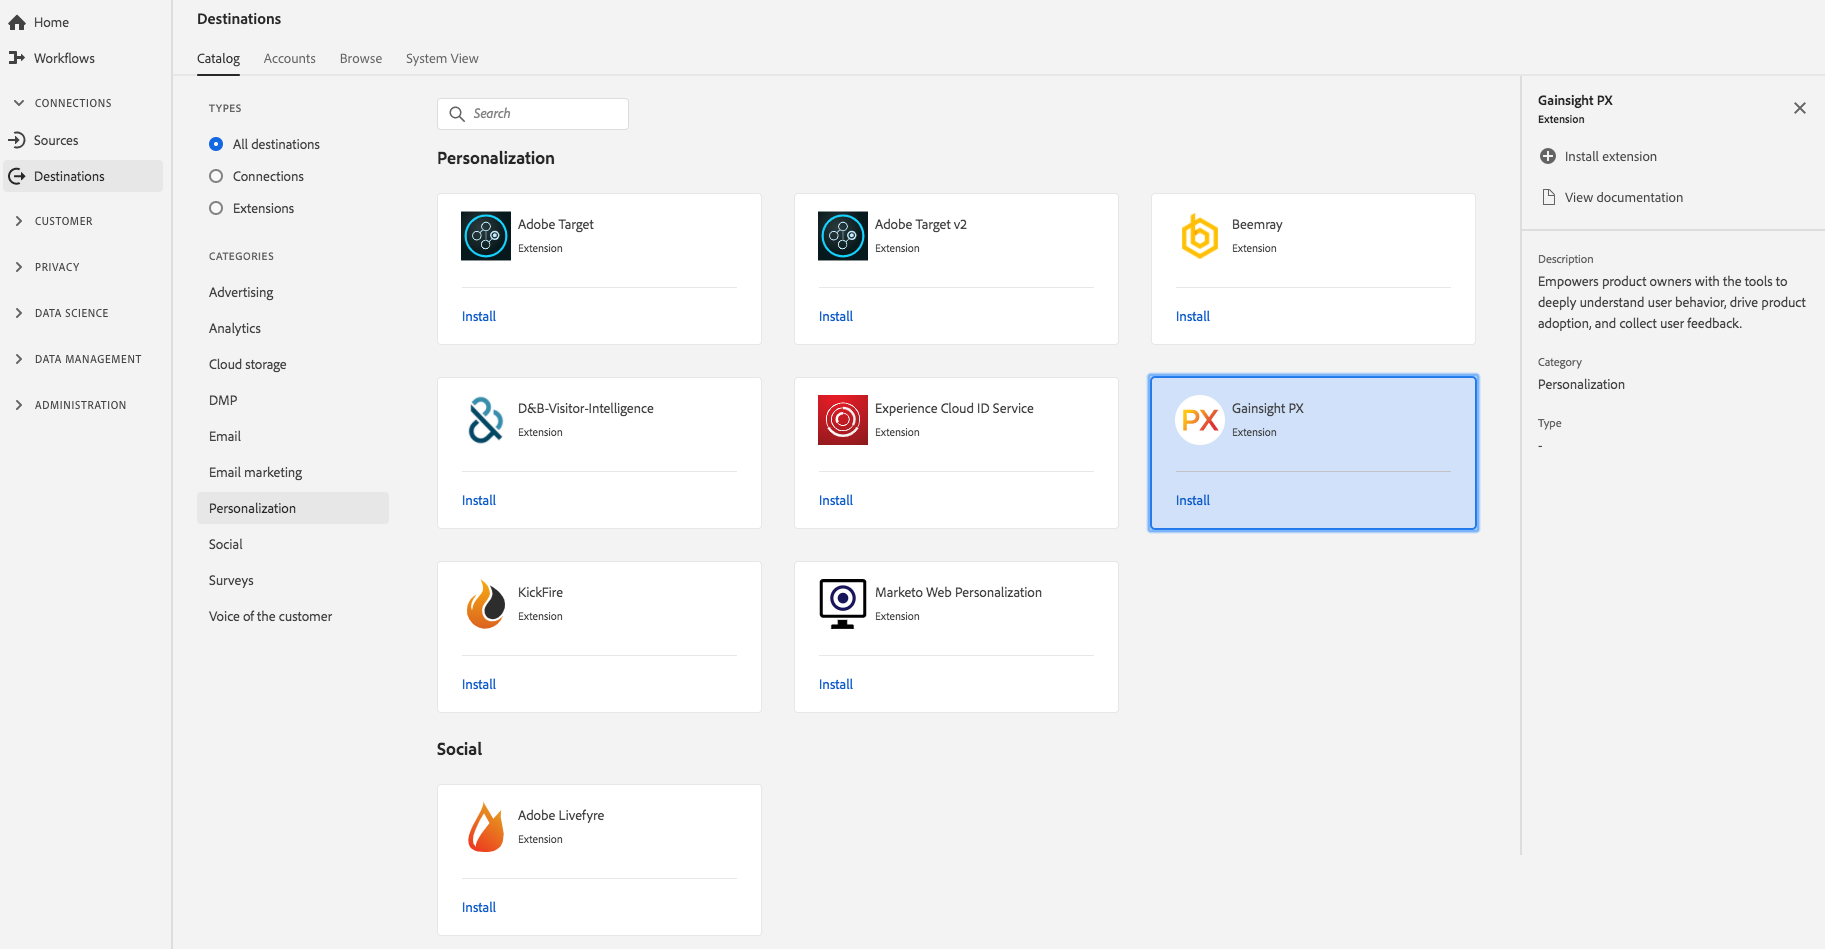 Home
Workflows
CONNECTIONS
Sources
Destinations
CUSTOMER
PRIVACY
DATA SCIENCE
DATA MANAGEMENT
ADMINISTRATION
Destinations
Catalog Accounts Browse System View
TYPES
All destinations
Connections
Extensions
CATEGORIES
Advertising
Analytics
Cloud storage
DMP
Email
Email marketing
Personalization
Social
Surveys
Voice of the customer
Search
Personalization
Adobe Target
Extension
Install
Adobe Target v2
Extension
Install
Beemray
Extension
Install
D&B-Visitor-Intelligence
Extension
Install
Experience Cloud ID Service
Extension
Install
PX
Gainsight PX
Extension
Install
KickFire
Extension
Install
Marketo Web Personalization
Extension
Install
Social
Adobe Livefyre
Extension
Install
Gainsight PX
Extension
Install extension
View documentation
Description
Empowers product owners with the tools to
deeply understand user behavior, drive product
adoption, and collect user feedback.
Category
Personalization
Type
-